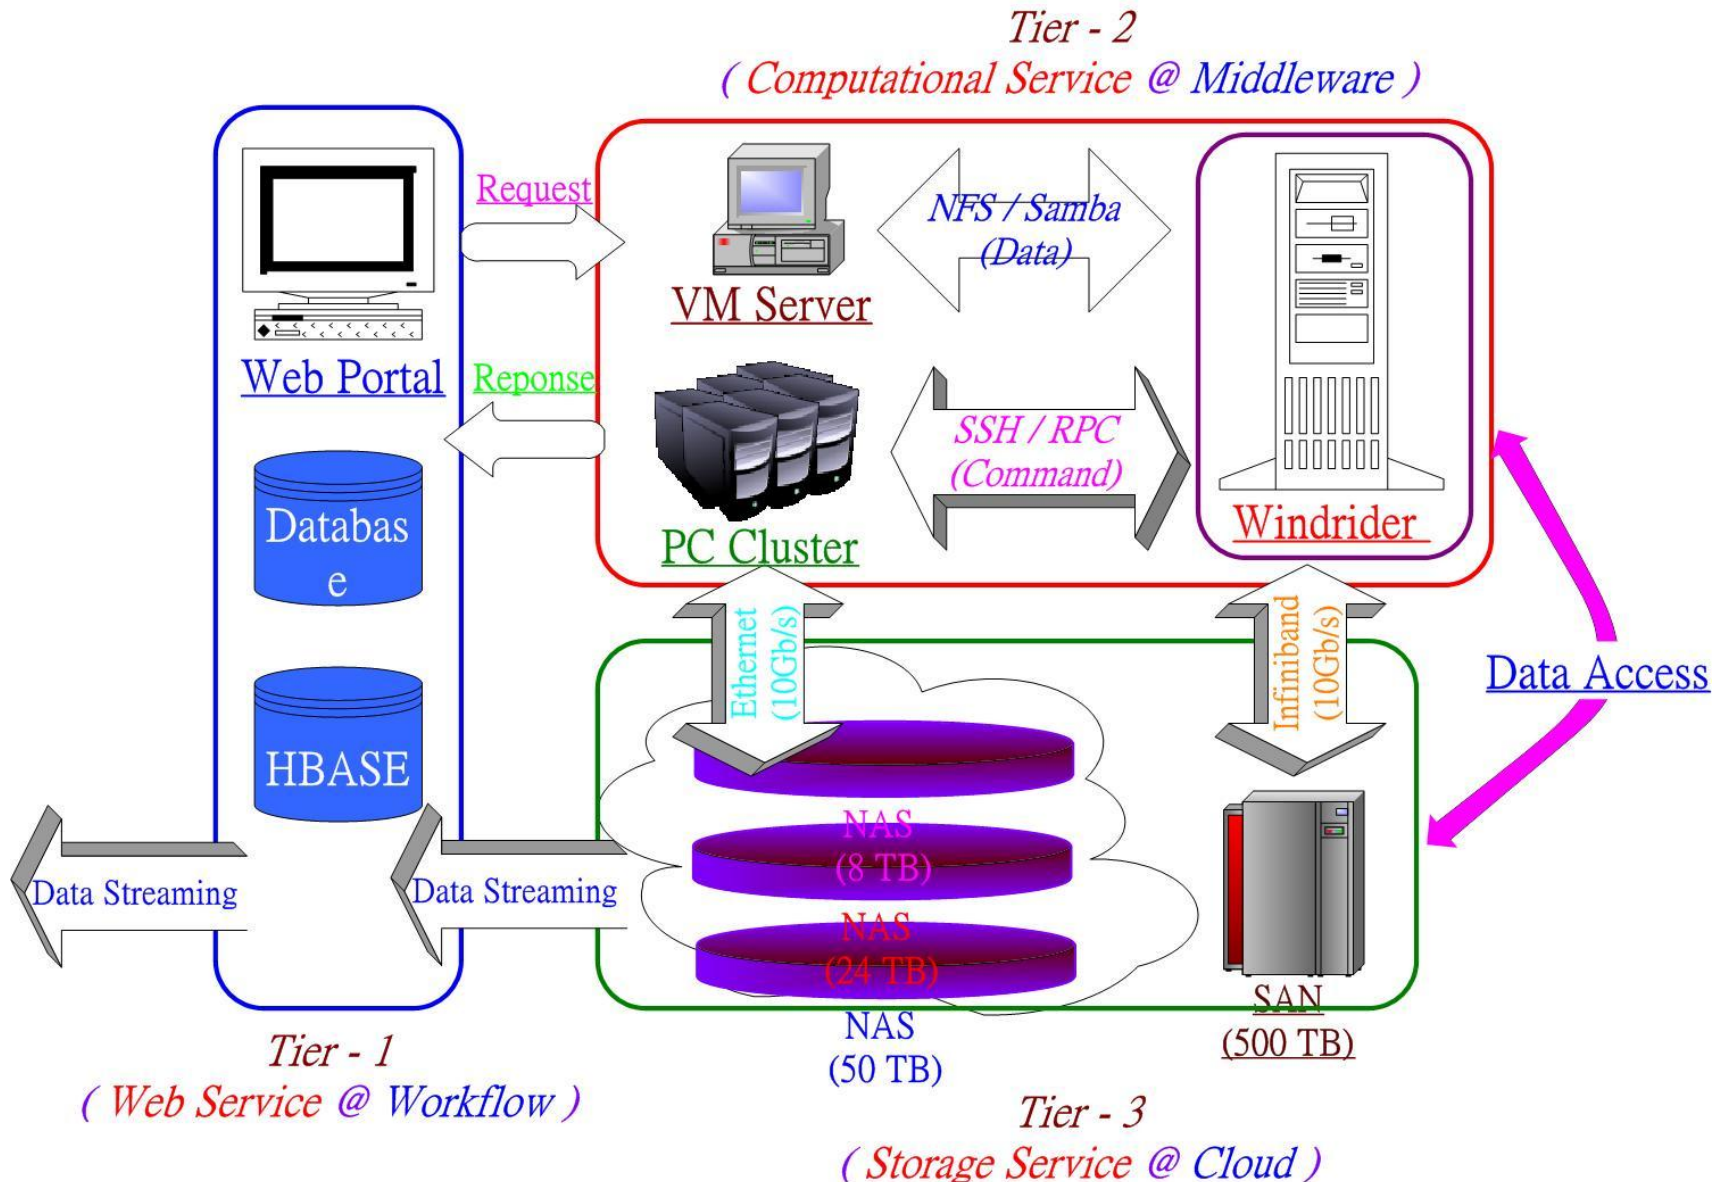 Tier - 2
( Computational Service @ Middleware )
Request
NFS / Samba
(Data)
VM Server
Web Portal
Reponse
SSH / RPC
(Command)
Windrider
PC Cluster
Databas
e
HBASE
Ethernet
(10Gb/s)
Infiniband
(10Gb/s)
Data Access
NAS
(8 TB)
NAS
(24 TB)
NAS
(50 TB)
SAN
(500 TB)
Data Streaming
Data Streaming
Tier - 1
( Web Service @ Workflow )
Tier - 3
( Storage Service @ Cloud )